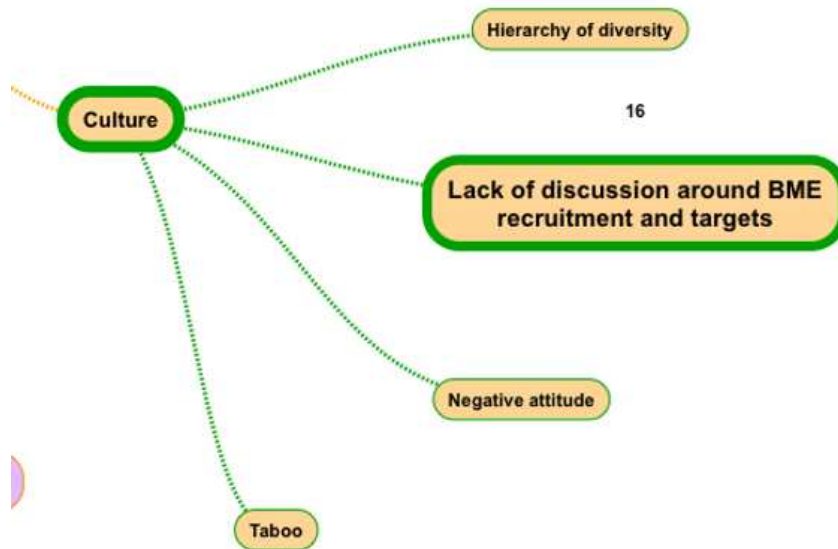 Hierarchy of diversity
16
Culture
Lack of discussion around BME
recruitment and targets
Negative attitude
Taboo